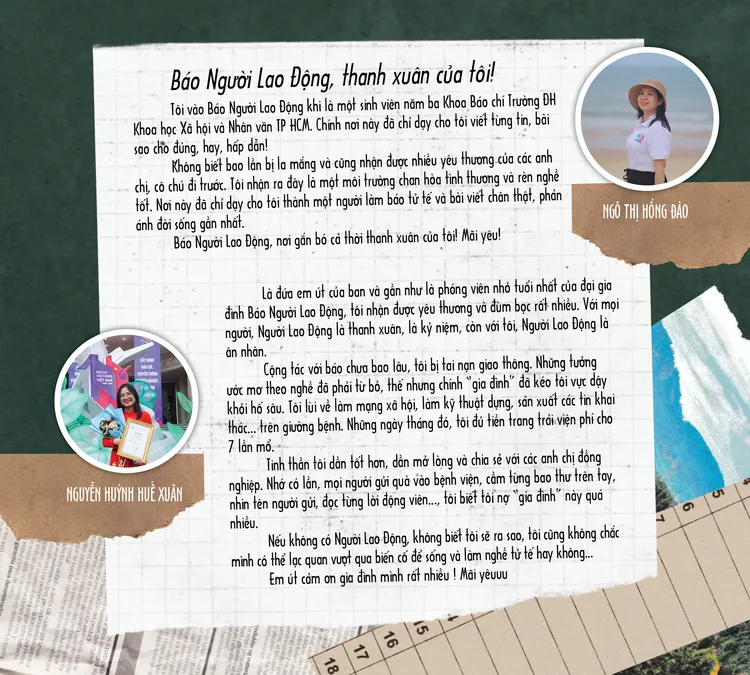 Báo Người Lao Động, thanh xuân của tôi!
Tôi vào Báo Người Lao Động khi là một sinh viên năm ba Khoa Báo chí Trường ĐH
Khoa học Xã hội và Nhân văn TP HCM. Chính nơi này đã chỉ dạy cho tôi viết từng tin, bài
sao cho đúng, hay, hấp dẫn!
Không biết bao lần bị la mắng và cũng nhận được nhiều yêu thương của các anh
chị, cô chú đi trước. Tôi nhận ra đây là một môi trường chan hòa tình thương và rèn nghề
tốt. Nơi này đã chỉ dạy cho tôi thành một người làm báo tử tế và bài viết chân thật, phản
ánh đời sống gần nhất.
Báo Người Lao Động, nơi gắn bó cả thời thanh xuân của tôi! Mãi yêu!
NGÔ THỊ HỒNG ĐÀO
Là đứa em út của ban và gần như là phóng viên nhỏ tuổi nhất của đại gia
đình Báo Người Lao Động, tôi nhận được yêu thương và đùm bọc rất nhiều. Với mọi
người, Người Lao Động là thanh xuân, là kỷ niệm, còn với tôi, Người Lao Động là
ân nhân.
Cộng tác với báo chưa bao lâu, tôi bị tai nạn giao thông. Những tưởng
ước mơ theo nghề đã phải từ bỏ, thế nhưng chính "gia đình" đã kéo tôi vực dậy
khỏi hố sâu. Tôi lùi về làm mạng xã hội, làm kỹ thuật dựng, sản xuất các tin khai
thác... trên giường bệnh. Những ngày tháng đó, tôi đủ tiền trang trải viện phí cho
7 lần mổ.
Tinh thần tôi dần tốt hơn, dần mở lòng và chia sẻ với các anh chị đồng
nghiệp. Nhớ có lần, mọi người gửi quà vào bệnh viện, cầm từng bao thư trên tay,
nhìn tên người gửi, đọc từng lời động viên..., tôi biết tôi nợ "gia đình" này quá
nhiều.
Nếu không có Người Lao Động, không biết tôi sẽ ra sao, tôi cũng không chắc
mình có thể lạc quan vượt qua biến cố để sống và làm nghề tử tế hay không...
Em út cảm ơn gia đình mình rất nhiều ! Mãi yêuuu
NGUYỄN HUỲNH HUẾ XUÂN
15
16
17
18